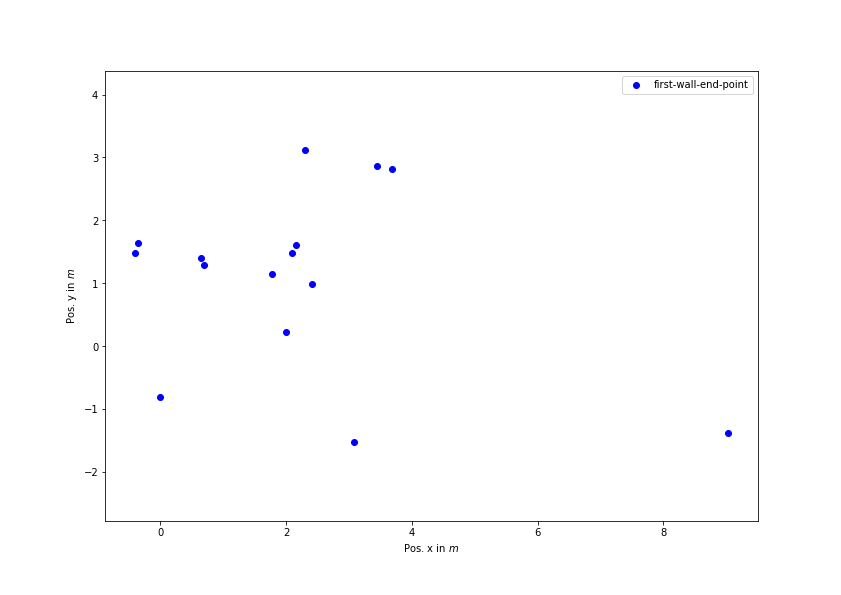 first-wall-end-point
4
3
2
1
0
−1
−2
Pos. y in m
0 2 4 6 8
Pos. x in m